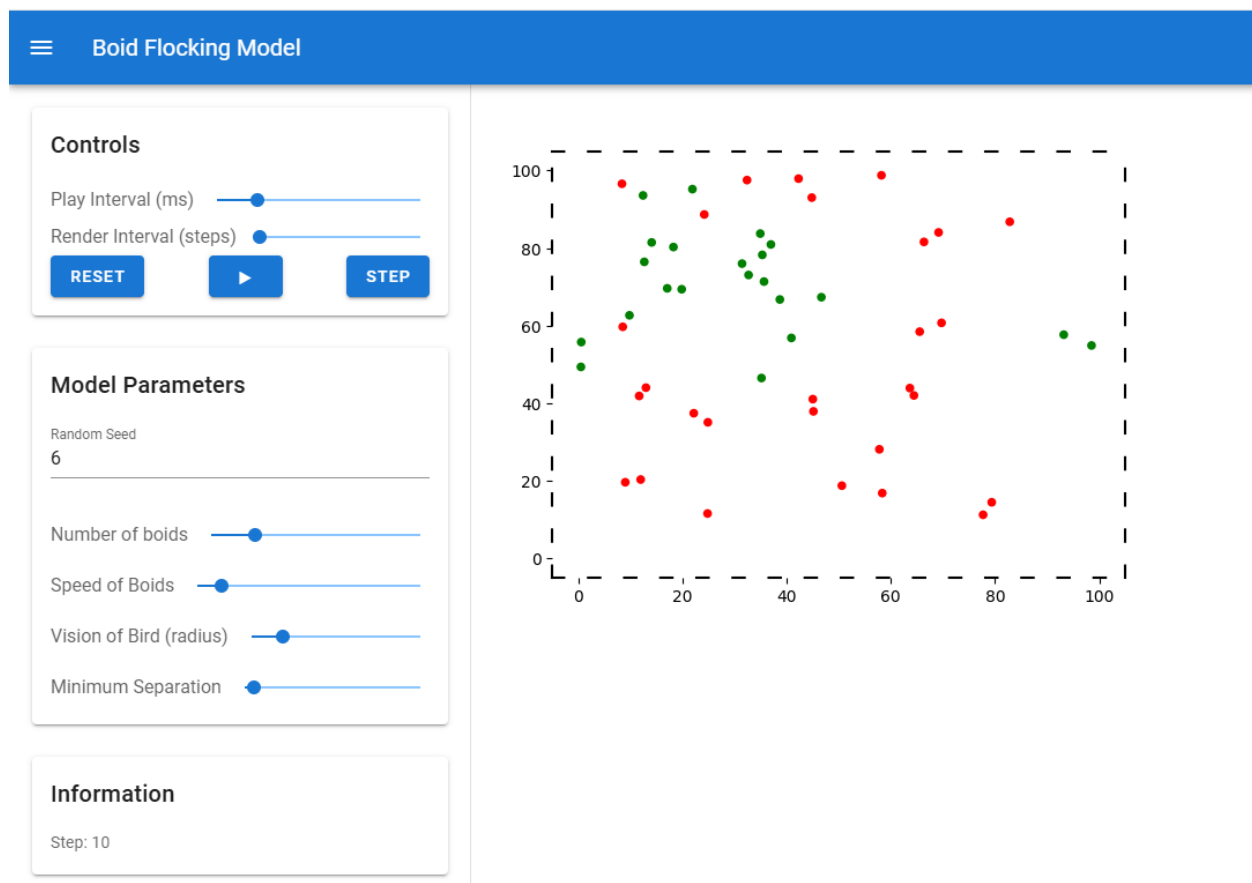 Boid Flocking Model
Controls
Play Interval (ms)
Render Interval (steps)
RESET
STEP
Model Parameters
Random Seed
6
Number of boids
Speed of Boids
Vision of Bird (radius)
Minimum Separation
Information
Step: 10
100
80
60
40
20
0
0 20 40 60 80 100